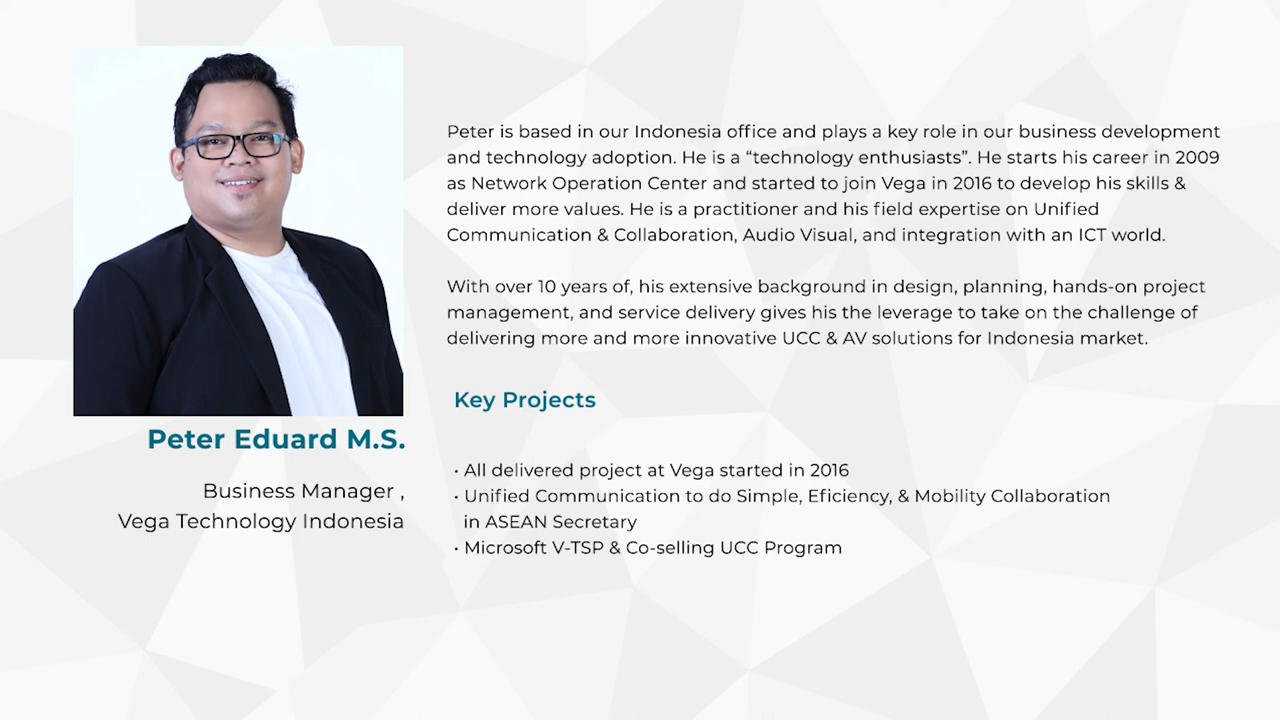 Peter is based in our Indonesia office and plays a key role in our business development
and technology adoption. He is a “technology enthusiasts”. He starts his career in 2009
as Network Operation Center and started to join Vega in 2016 to develop his skills &
deliver more values. He is a practitioner and his field expertise on Unified
Communication & Collaboration, Audio Visual, and integration with an ICT world.
With over 10 years of, his extensive background in design, planning, hands-on project
management, and service delivery gives his the leverage to take on the challenge of
delivering more and more innovative UCC & AV solutions for Indonesia market.
Key Projects
• All delivered project at Vega started in 2016
• Unified Communication to do Simple, Eficiency, & Mobility Collaboration
in ASEAN Secretary
• Microsoft V-TSP & Co-selling UCC Program
Peter Eduard M.S.
Business Manager ,
Vega Technology Indonesia